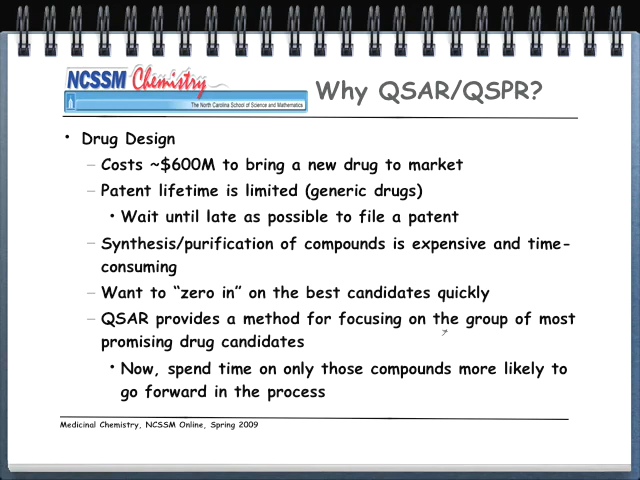 NCSSM Chemistry
The North Carolina School of Science and Mathematics
Why QSAR/QSPR?
• Drug Design
– Costs ~$600M to bring a new drug to market
– Patent lifetime is limited (generic drugs)
• Wait until late as possible to file a patent
– Synthesis/purification of compounds is expensive and time-
consuming
– Want to “zero in” on the best candidates quickly
– QSAR provides a method for focusing on the group of most
promising drug candidates
• Now, spend time on only those compounds more likely to
go forward in the process
Medicinal Chemistry, NCSSM Online, Spring 2009